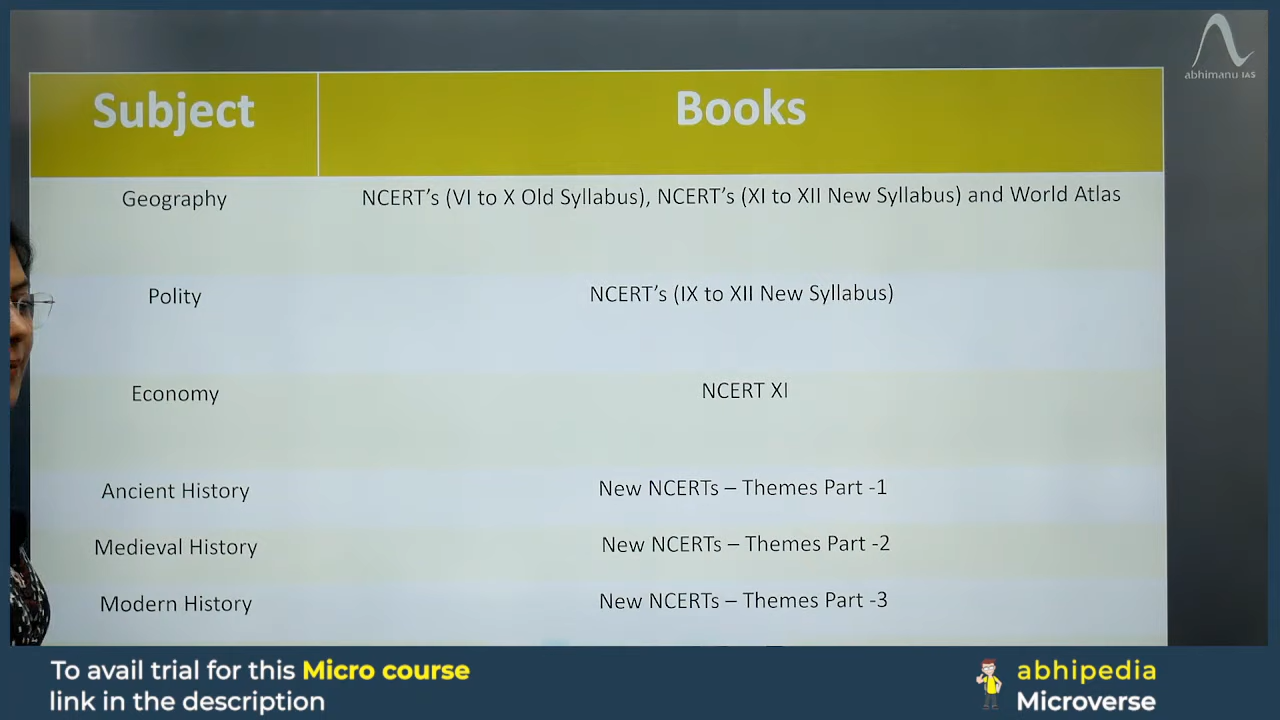 abhimanu IAS
Subject
Books
Geography
NCERT’s (VI to X Old Syllabus), NCERT’s (XI to XII New Syllabus) and World Atlas
Polity
NCERT’s (IX to XII New Syllabus)
Economy
NCERT XI
Ancient History
New NCERTs – Themes Part -1
Medieval History
New NCERTs – Themes Part -2
Modern History
New NCERTs – Themes Part -3
To avail trial for this Micro course
link in the description
abhipedia
Microverse